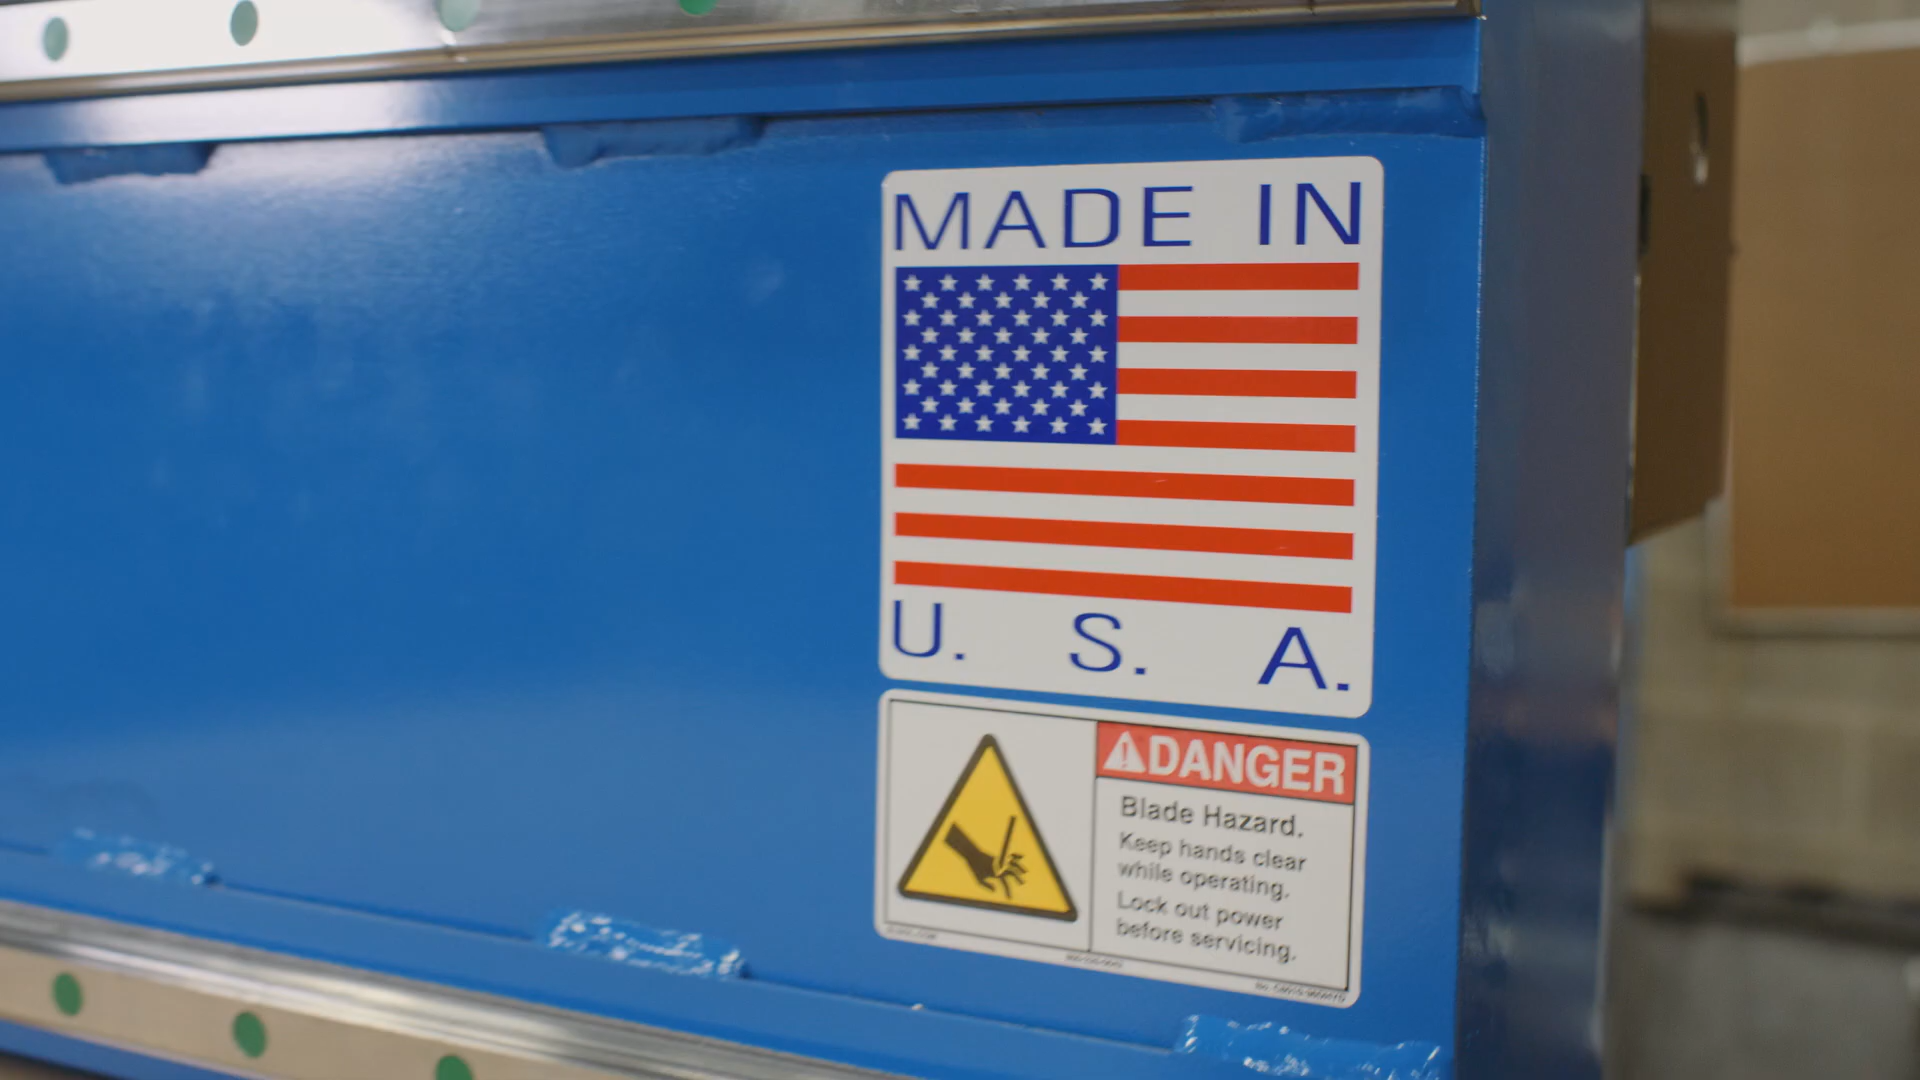 MADE IN
U. S. A.
DANGER
Blade Hazard.
Keep hands clear
while operating.
Lock out power
before servicing.